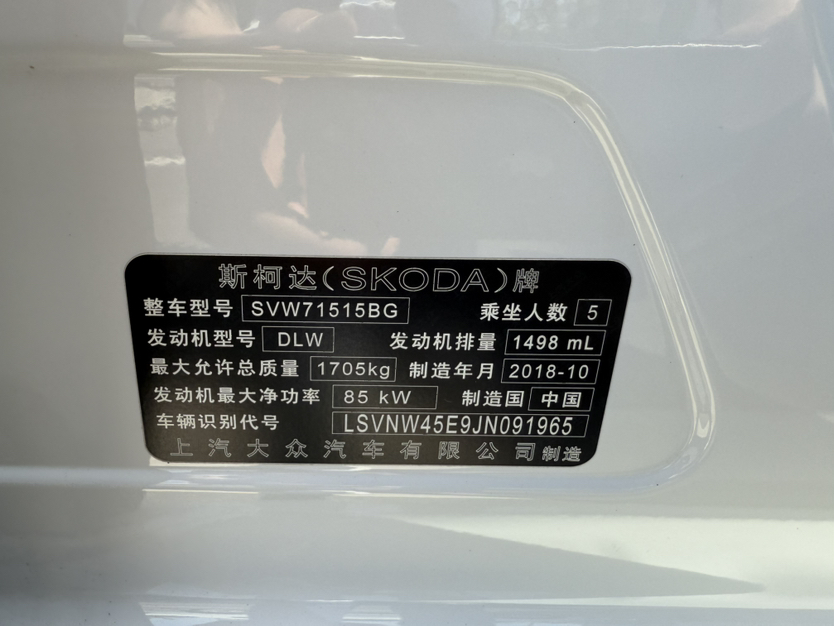 斯柯达(SKODA)牌
整车型号 SVW71515BG 乘坐人数 5
发动机型号 DLW 发动机排量 1498 mL
最大允许总质量 1705kg 制造年月 2018-10
发动机最大净功率 85 kW 制造国 中国
车辆识别代号 LSVNW45E9JN091965
上汽大众汽车有限公司制造